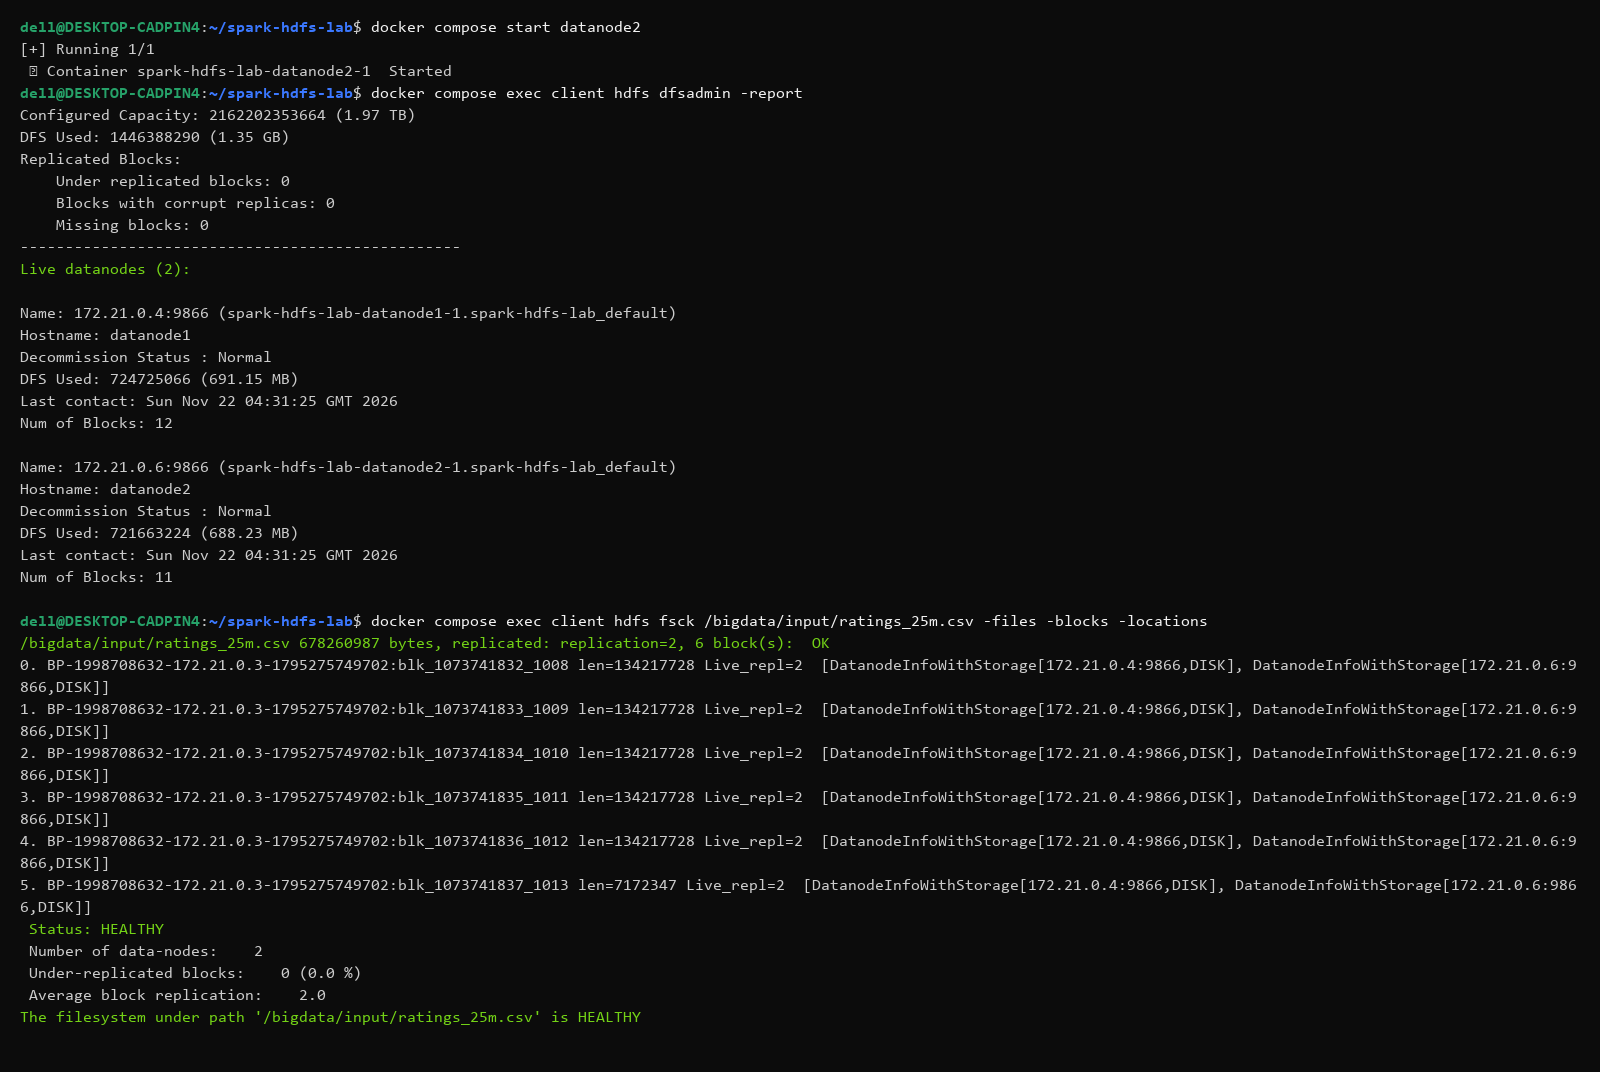 dell@DESKTOP-CADPIN4:~/spark-hdfs-lab$ docker compose start datanode2
[+] Running 1/1
Container spark-hdfs-lab-datanode2-1  Started
dell@DESKTOP-CADPIN4:~/spark-hdfs-lab$ docker compose exec client hdfs dfsadmin -report
Configured Capacity: 2162202353664 (1.97 TB)
DFS Used: 1446388290 (1.35 GB)
Replicated Blocks:
    Under replicated blocks: 0
    Blocks with corrupt replicas: 0
    Missing blocks: 0
-------------------------------------------------
Live datanodes (2):

Name: 172.21.0.4:9866 (spark-hdfs-lab-datanode1-1.spark-hdfs-lab_default)
Hostname: datanode1
Decommission Status : Normal
DFS Used: 724725066 (691.15 MB)
Last contact: Sun Nov 22 04:31:25 GMT 2026
Num of Blocks: 12

Name: 172.21.0.6:9866 (spark-hdfs-lab-datanode2-1.spark-hdfs-lab_default)
Hostname: datanode2
Decommission Status : Normal
DFS Used: 721663224 (688.23 MB)
Last contact: Sun Nov 22 04:31:25 GMT 2026
Num of Blocks: 11

dell@DESKTOP-CADPIN4:~/spark-hdfs-lab$ docker compose exec client hdfs fsck /bigdata/input/ratings_25m.csv -files -blocks -locations
/bigdata/input/ratings_25m.csv 678260987 bytes, replicated: replication=2, 6 block(s):  OK
0. BP-1998708632-172.21.0.3-1795275749702:blk_1073741832_1008 len=134217728 Live_repl=2  [DatanodeInfoWithStorage[172.21.0.4:9866,DISK], DatanodeInfoWithStorage[172.21.0.6:9
866,DISK]]
1. BP-1998708632-172.21.0.3-1795275749702:blk_1073741833_1009 len=134217728 Live_repl=2  [DatanodeInfoWithStorage[172.21.0.4:9866,DISK], DatanodeInfoWithStorage[172.21.0.6:9
866,DISK]]
2. BP-1998708632-172.21.0.3-1795275749702:blk_1073741834_1010 len=134217728 Live_repl=2  [DatanodeInfoWithStorage[172.21.0.4:9866,DISK], DatanodeInfoWithStorage[172.21.0.6:9
866,DISK]]
3. BP-1998708632-172.21.0.3-1795275749702:blk_1073741835_1011 len=134217728 Live_repl=2  [DatanodeInfoWithStorage[172.21.0.4:9866,DISK], DatanodeInfoWithStorage[172.21.0.6:9
866,DISK]]
4. BP-1998708632-172.21.0.3-1795275749702:blk_1073741836_1012 len=134217728 Live_repl=2  [DatanodeInfoWithStorage[172.21.0.4:9866,DISK], DatanodeInfoWithStorage[172.21.0.6:9
866,DISK]]
5. BP-1998708632-172.21.0.3-1795275749702:blk_1073741837_1013 len=7172347 Live_repl=2  [DatanodeInfoWithStorage[172.21.0.4:9866,DISK], DatanodeInfoWithStorage[172.21.0.6:986
6,DISK]]
 Status: HEALTHY
 Number of data-nodes:    2
 Under-replicated blocks:    0 (0.0 %)
 Average block replication:    2.0
The filesystem under path '/bigdata/input/ratings_25m.csv' is HEALTHY